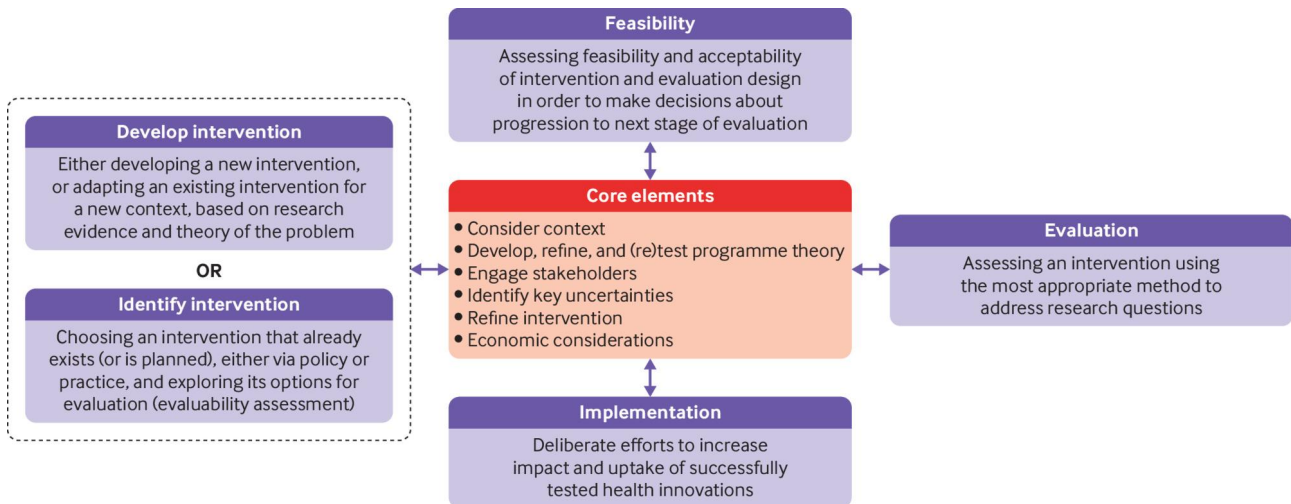 Feasibility
Assessing feasibility and acceptability
of intervention and evaluation design
in order to make decisions about
progression to next stage of evaluation
Develop intervention
Either developing a new intervention,
or adapting an existing intervention for
a new context, based on research
evidence and theory of the problem
OR
Identify intervention
Choosing an intervention that already
exists (or is planned), either via policy or
practice, and exploring its options for
evaluation (evaluability assessment)
Core elements
• Consider context
• Develop, refine, and (re)test programme theory
• Engage stakeholders
• Identify key uncertainties
• Refine intervention
• Economic considerations
Evaluation
Assessing an intervention using
the most appropriate method to
address research questions
Implementation
Deliberate efforts to increase
impact and uptake of successfully
tested health innovations